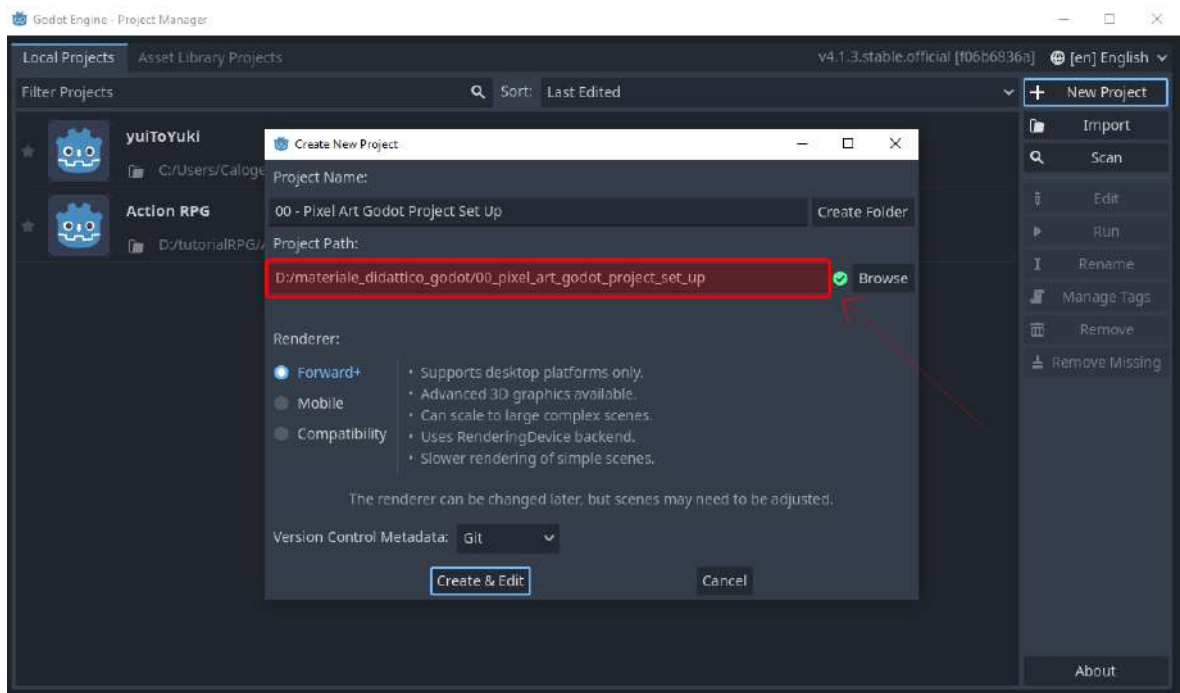 Godot Engine - Project Manager
Local Projects Asset Library Projects v4.1.3.stable.official [f06b6836a] [en] English
Filter Projects Sort: Last Edited New Project
Import
Scan
Edit
Run
Rename
Manage Tags
Remove
Remove Missing
About
yuiToYuki
C:/Users/Caloge
Action RPG
D:/tutorialRPG/
Create New Project
Project Name:
00 - Pixel Art Godot Project Set Up Create Folder
Project Path:
D:/materiale_didattico_godot/00_pixel_art_godot_project_set_up Browse
Renderer:
Forward+
Mobile
Compatibility
• Supports desktop platforms only.
• Advanced 3D graphics available.
• Can scale to large complex scenes.
• Uses RenderingDevice backend.
• Slower rendering of simple scenes.
The renderer can be changed later, but scenes may need to be adjusted.
Version Control Metadata: Git
Create & Edit Cancel